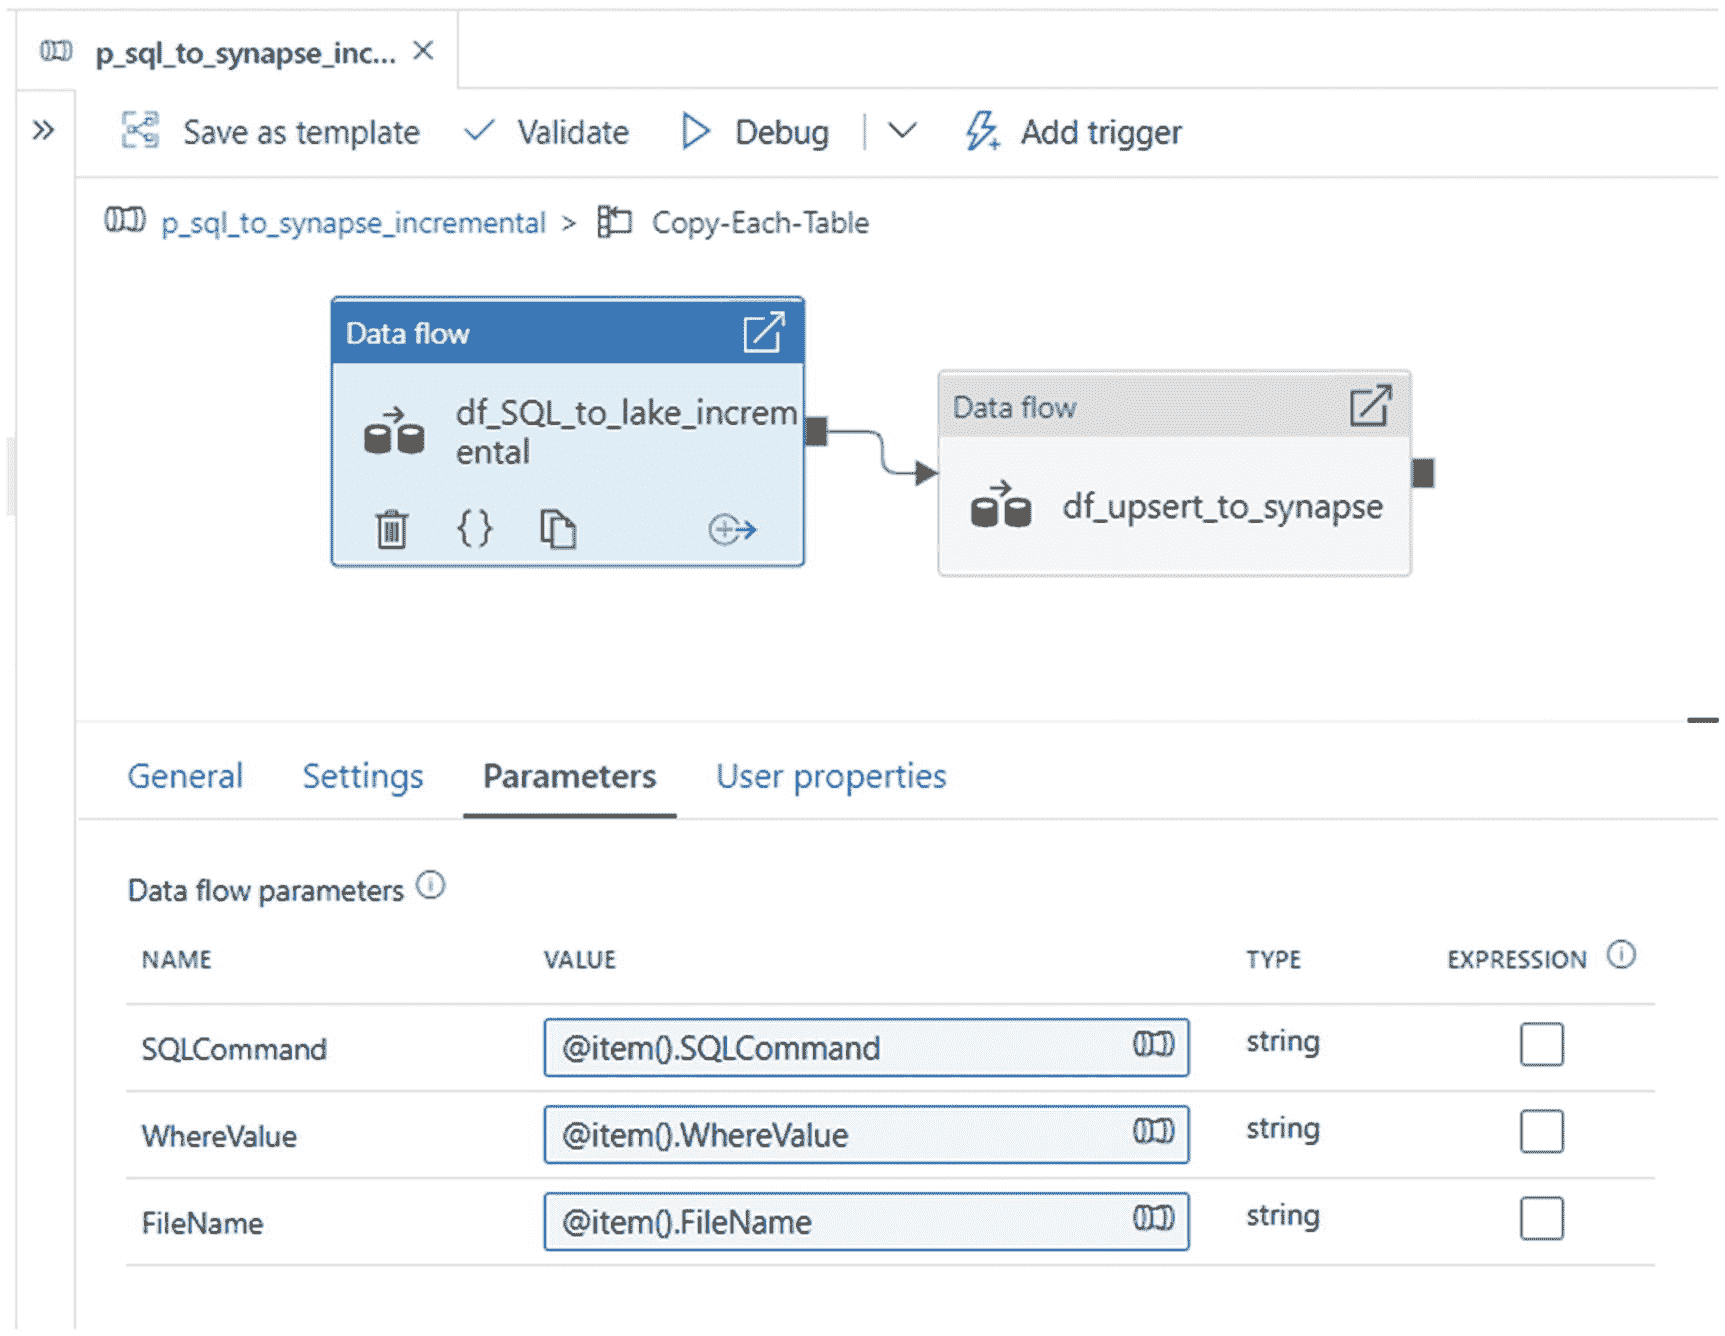 p_sql_to_synapse_inc...
Save as template Validate Debug Add trigger
p_sql_to_synapse_incremental > Copy-Each-Table
Data flow
df_SQL_to_lake_increm
ental
Data flow
df_upsert_to_synapse
General Settings Parameters User properties
Data flow parameters
NAME VALUE TYPE EXPRESSION
SQLCommand @item().SQLCommand string
WhereValue @item().WhereValue string
FileName @item().FileName string